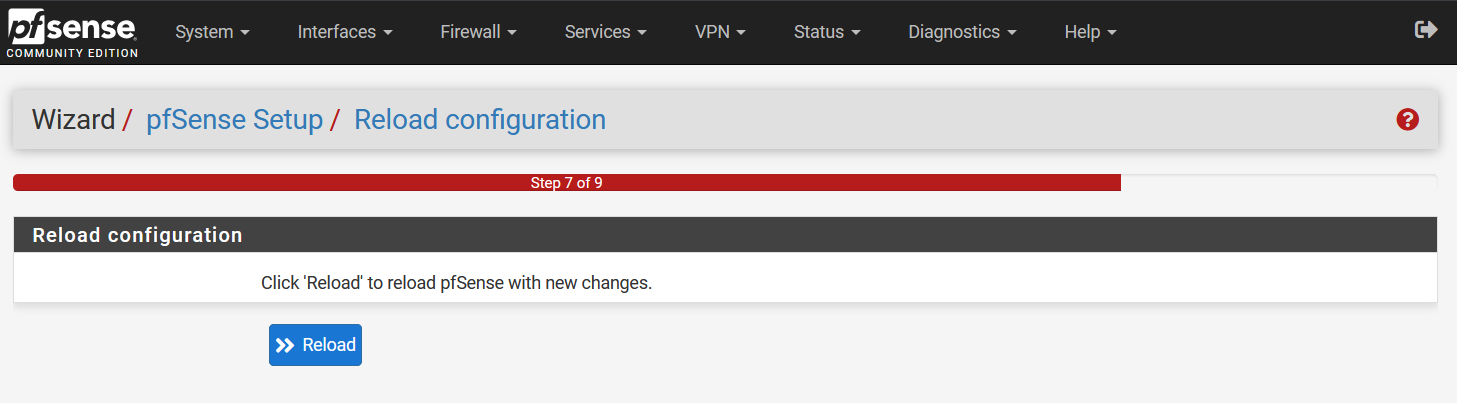 pfsense
COMMUNITY EDITION
System Interfaces Firewall Services VPN Status Diagnostics Help
Wizard / pfSense Setup / Reload configuration
Step 7 of 9
Reload configuration
Click 'Reload' to reload pfSense with new changes.
Reload